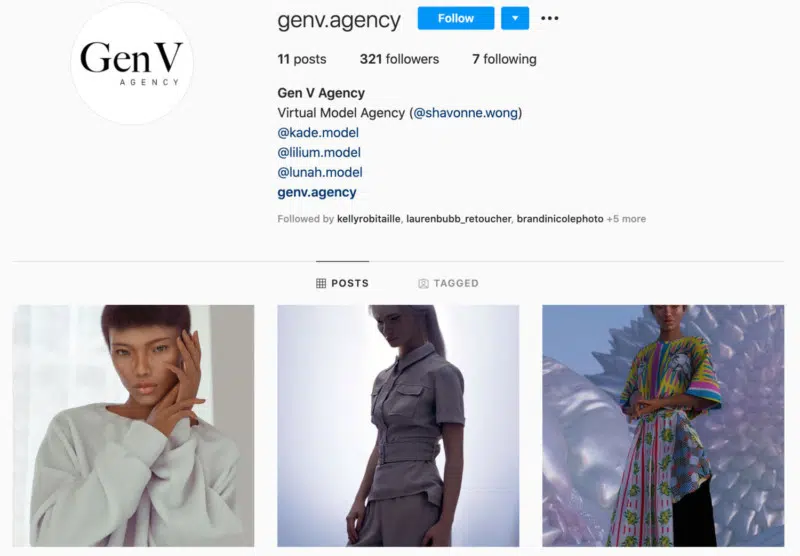 Gen V
AGENCY
genv.agency Follow
11 posts 321 followers 7 following
Gen V Agency
Virtual Model Agency (@shavonne.wong)
@kade.model
@lilium.model
@lunah.model
genv.agency
Followed by kellyrobitaille, laurenbubb_retoucher, brandinicolephoto +5 more
POSTS TAGGED